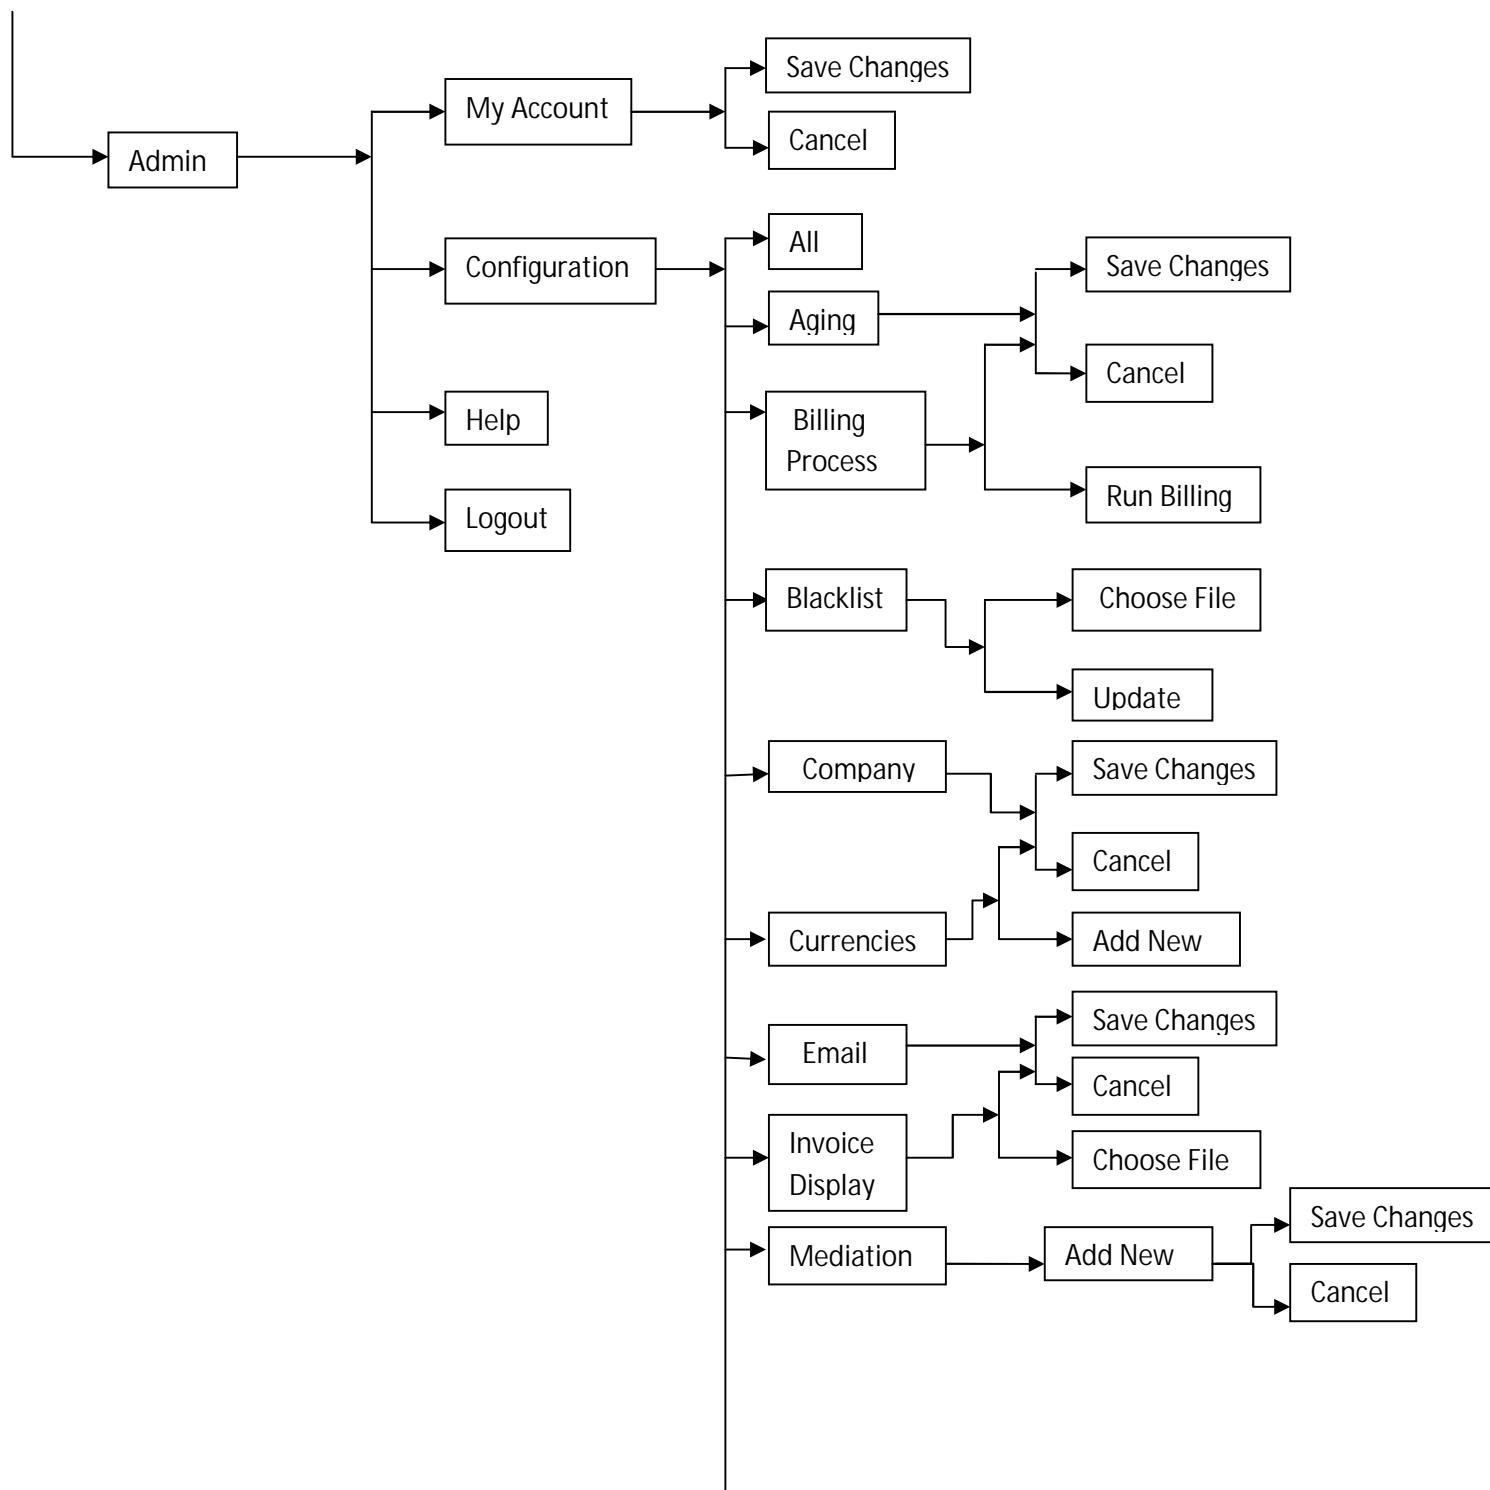 Save Changes
My Account
Cancel
Admin
All
Configuration
Save Changes
Aging
Cancel
Help
Billing
Process
Run Billing
Logout
Blacklist
Choose File
Update
Company
Save Changes
Cancel
Currencies
Add New
Save Changes
Email
Cancel
Invoice
Display
Choose File
Save Changes
Mediation
Add New
Cancel